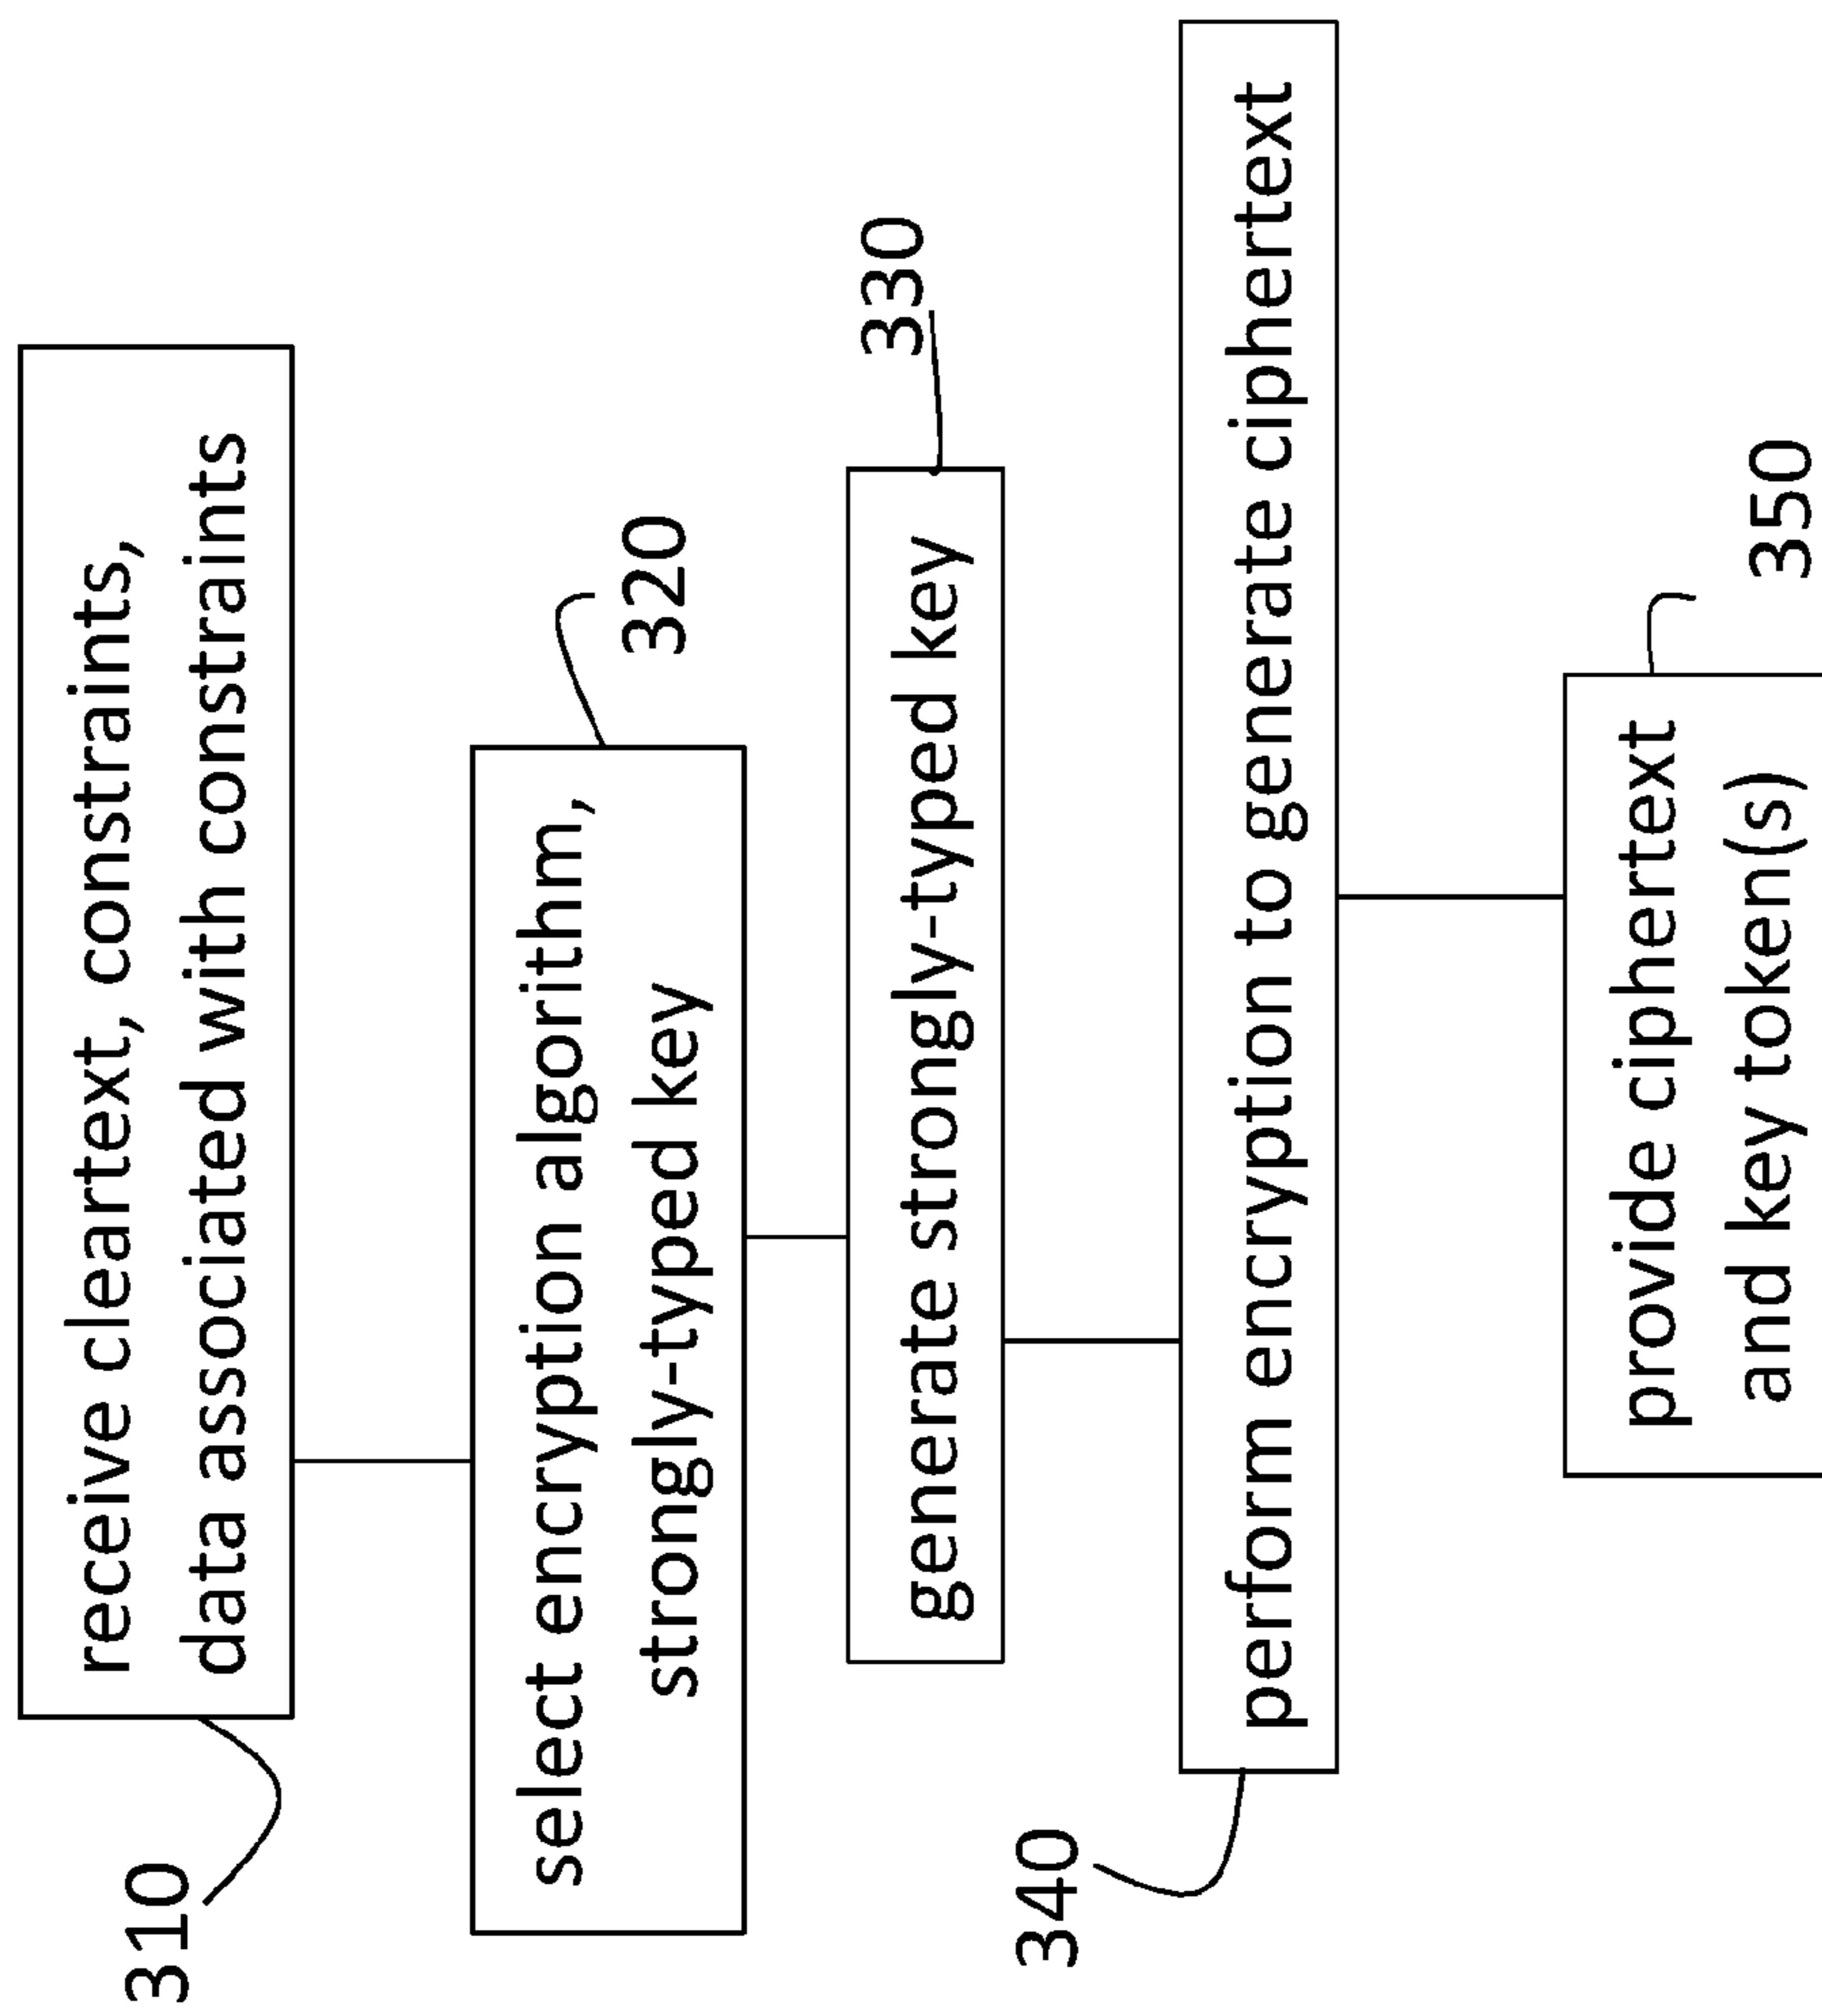 310
receive cleartext, constraints,
data associated with constraints
320
select encryption algorithm,
strongly-typed key
330
generate strongly-typed key
340
perform encryption to generate ciphertext
350
provide ciphertext
and key token(s)